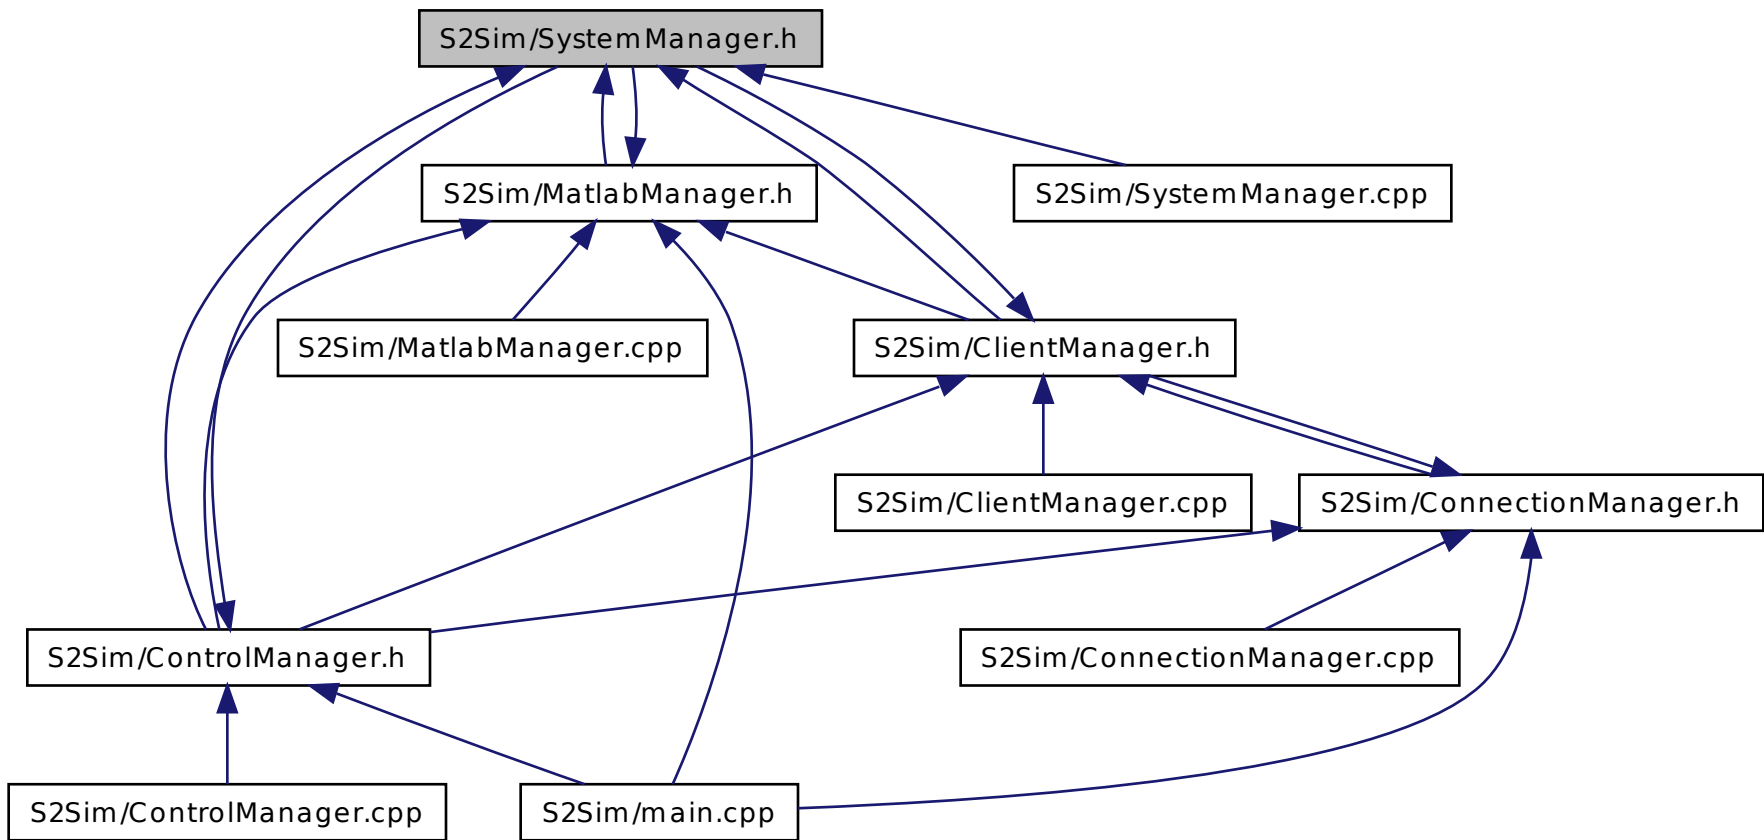 S2Sim/SystemManager.h
S2Sim/MatlabManager.h
S2Sim/SystemManager.cpp
S2Sim/MatlabManager.cpp
S2Sim/ClientManager.h
S2Sim/ClientManager.cpp
S2Sim/ConnectionManager.h
S2Sim/ControlManager.h
S2Sim/ConnectionManager.cpp
S2Sim/ControlManager.cpp
S2Sim/main.cpp